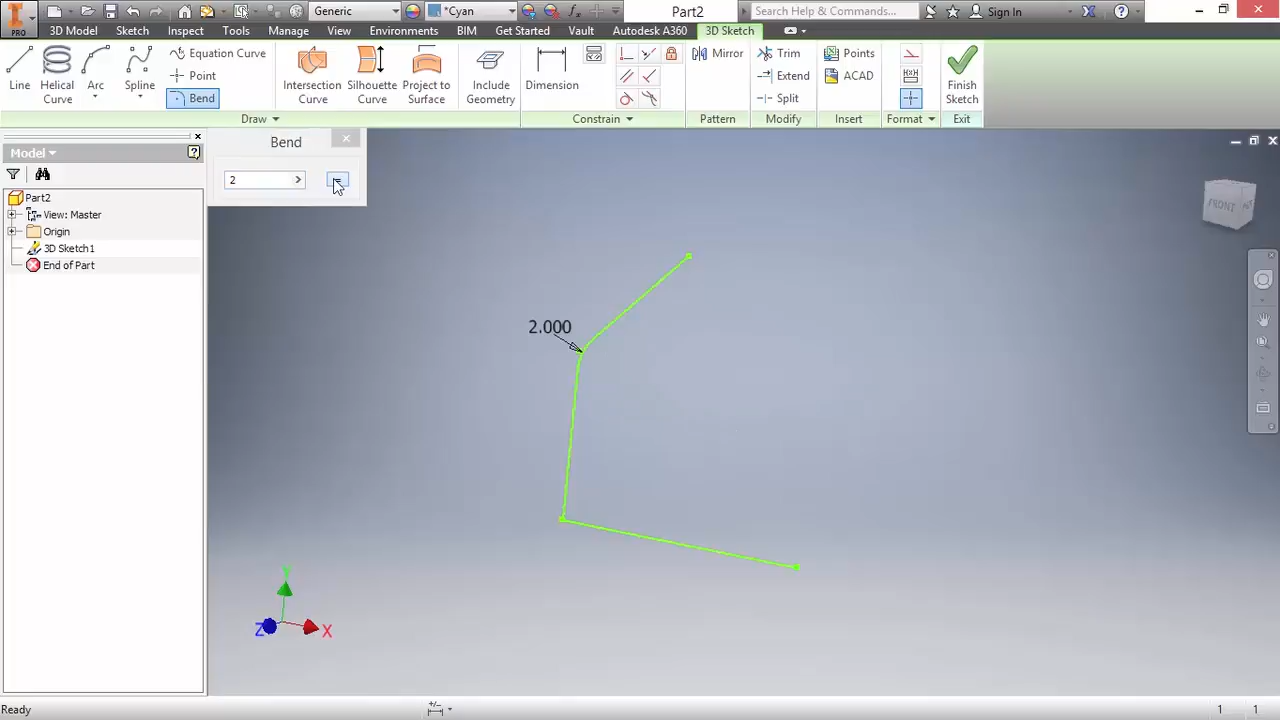 Generic
*Cyan
Part2
Search Help & Commands...
Sign In
PRO
3D Model
Sketch
Inspect
Tools
Manage
View
Environments
BIM
Get Started
Vault
Autodesk A360
3D Sketch
Line
Helical Curve
Arc
Spline
Equation Curve
Point
Bend
Intersection Curve
Silhouette Curve
Project to Surface
Include Geometry
Dimension
Mirror
Trim
Extend
Split
Points
ACAD
Finish Sketch
Draw
Constrain
Pattern
Modify
Insert
Format
Exit
Model
Bend
2
Part2
View: Master
Origin
3D Sketch1
End of Part
FRONT
2.000
Y
Z
X
Ready
1
1